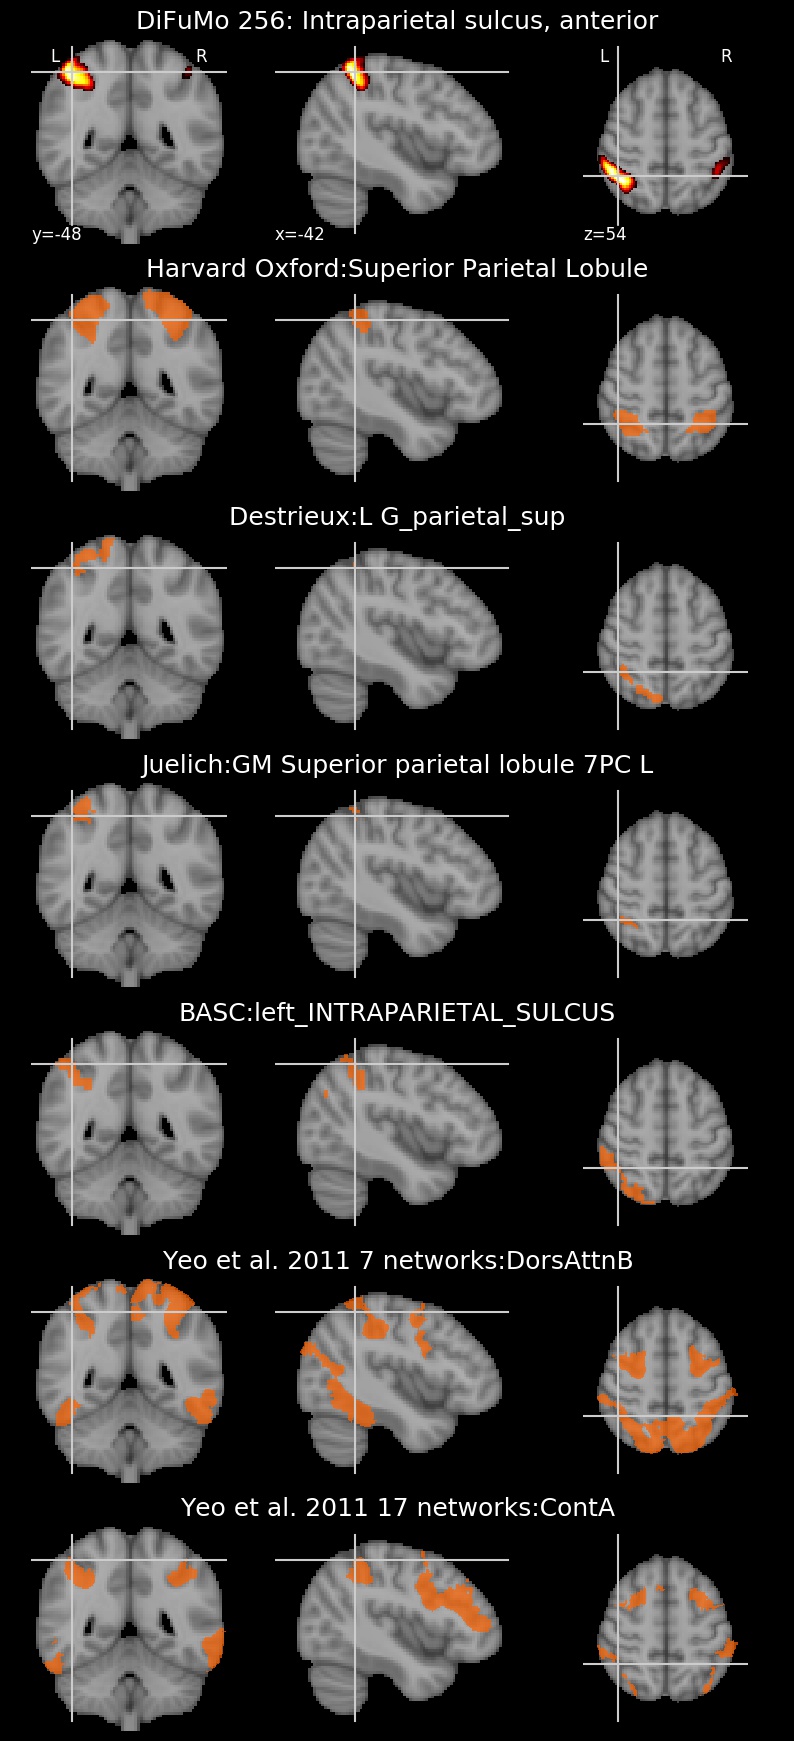 DiFuMo 256: Intraparietal sulcus, anterior
L R L R
y=-48 x=-42 z=54
Harvard Oxford:Superior Parietal Lobule
Destrieux:L G_parietal_sup
Juelich:GM Superior parietal lobule 7PC L
BASC:left_INTRAPARIETAL_SULCUS
Yeo et al. 2011 7 networks:DorsAttnB
Yeo et al. 2011 17 networks:ContA